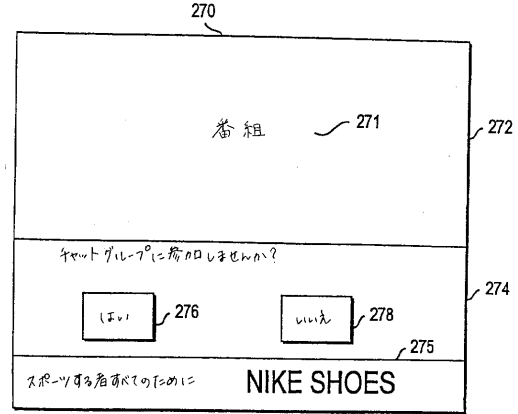 270
番組 271
272
チャットグループに参加しませんか?
274
はい 276 いいえ 278
275
スポーツする者すべてのために NIKE SHOES